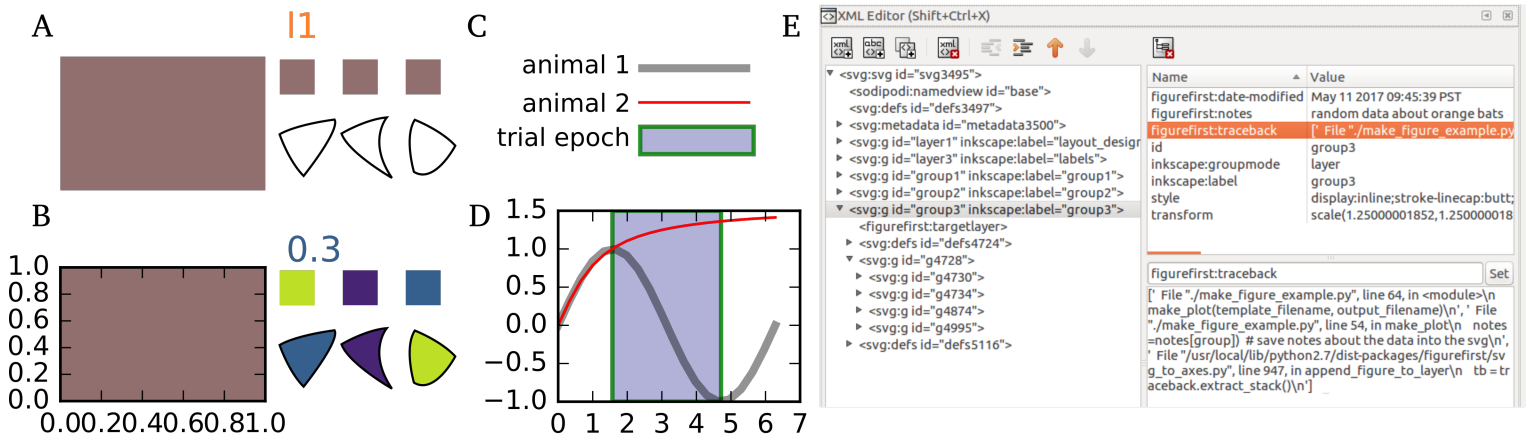 A
l1
B
0.3
1.0
0.8
0.6
0.4
0.2
0.0
0.00.20.40.60.81.0
C
animal 1
animal 2
trial epoch
D
1.5
1.0
0.5
0.0
−0.5
−1.0
0 1 2 3 4 5 6 7
E
XML Editor (Shift+Ctrl+X)
xml
abc
xml
<svg:svg id="svg3495">
<sodipodi:namedview id="base">
<svg:defs id="defs3497">
<svg:metadata id="metadata3500">
<svg:g id="layer1" inkscape:label="layout_desigr
<svg:g id="layer3" inkscape:label="labels">
<svg:g id="group1" inkscape:label="group1">
<svg:g id="group2" inkscape:label="group2">
<svg:g id="group3" inkscape:label="group3">
<figurefirst:targetlayer>
<svg:defs id="defs4724">
<svg:g id="g4728">
<svg:g id="g4730">
<svg:g id="g4734">
<svg:g id="g4874">
<svg:g id="g4995">
<svg:defs id="defs5116">
Name Value
figurefirst:date-modified May 11 2017 09:45:39 PST
figurefirst:notes random data about orange bats
figurefirst:traceback [' File "./make_figure_example.py
id group3
inkscape:groupmode layer
inkscape:label group3
style display:inline;stroke-linecap:butt;
transform scale(1.25000001852,1.250000018
figurefirst:traceback Set
[' File "./make_figure_example.py", line 64, in <module>\n
make_plot(template_filename, output_filename)\n', ' File
"./make_figure_example.py", line 54, in make_plot\n notes
=notes[group]) # save notes about the data into the svg\n',
' File "/usr/local/lib/python2.7/dist-packages/figurefirst/sv
g_to_axes.py", line 947, in append_figure_to_layer\n tb = tr
aceback.extract_stack()\n']